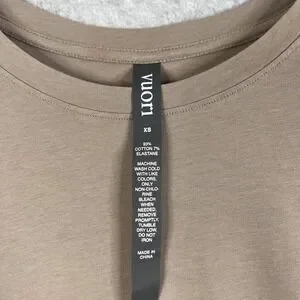 vuori
XS
93%
COTTON 7%
ELASTANE
MACHINE
WASH COLD
WITH LIKE
COLORS,
ONLY
NON-CHLO-
RINE
BLEACH
WHEN
NEEDED,
REMOVE
PROMPTLY,
TUMBLE
DRY LOW,
DO NOT
IRON
MADE IN
CHINA